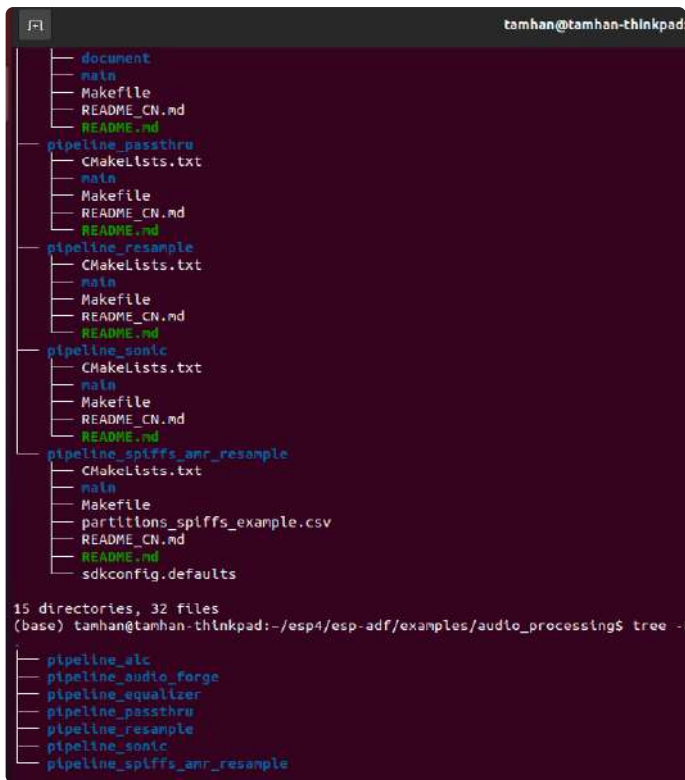 tamhan@tamhan-thinkpad:
├── document
├── main
├── Makefile
├── README_CN.md
└── README.md
├── pipeline_passthru
├── CMakeLists.txt
├── main
├── Makefile
├── README_CN.md
└── README.md
├── pipeline_resample
├── CMakeLists.txt
├── main
├── Makefile
├── README_CN.md
└── README.md
├── pipeline_sonic
├── CMakeLists.txt
├── main
├── Makefile
├── README_CN.md
└── README.md
└── pipeline_spiffs_amr_resample
├── CMakeLists.txt
├── main
├── Makefile
├── partitions_spiffs_example.csv
├── README_CN.md
├── README.md
└── sdkconfig.defaults
15 directories, 32 files
(base) tamhan@tamhan-thinkpad:~/esp4/esp-adf/examples/audio_processing$ tree -
.
├── pipeline_alc
├── pipeline_audio_forge
├── pipeline_equalizer
├── pipeline_passthru
├── pipeline_resample
├── pipeline_sonic
└── pipeline_spiffs_amr_resample